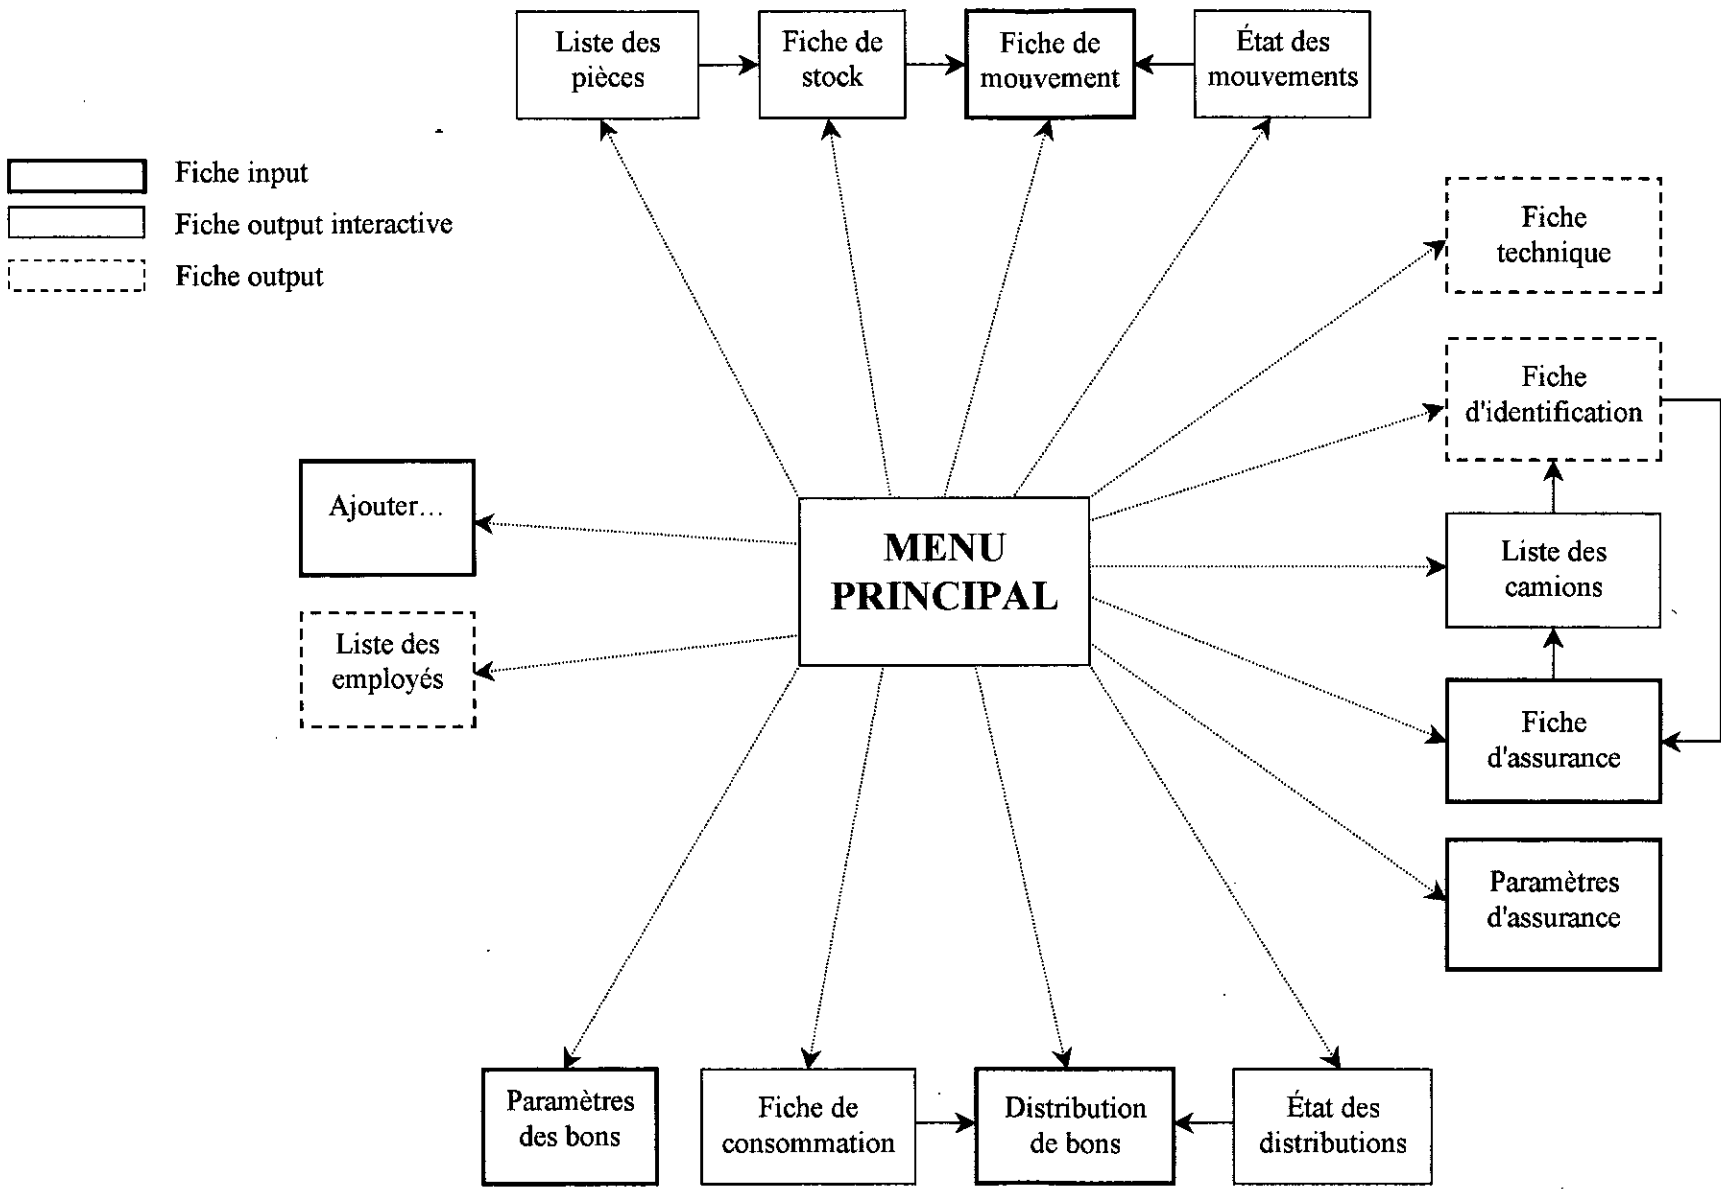 Liste des
pièces
Fiche de
stock
Fiche de
mouvement
État des
mouvements
Fiche input
Fiche output interactive
Fiche output
Fiche
technique
Fiche
d'identification
Ajouter…
MENU
PRINCIPAL
Liste des
camions
Liste des
employés
Fiche
d'assurance
Paramètres
d'assurance
Paramètres
des bons
Fiche de
consommation
Distribution
de bons
État des
distributions